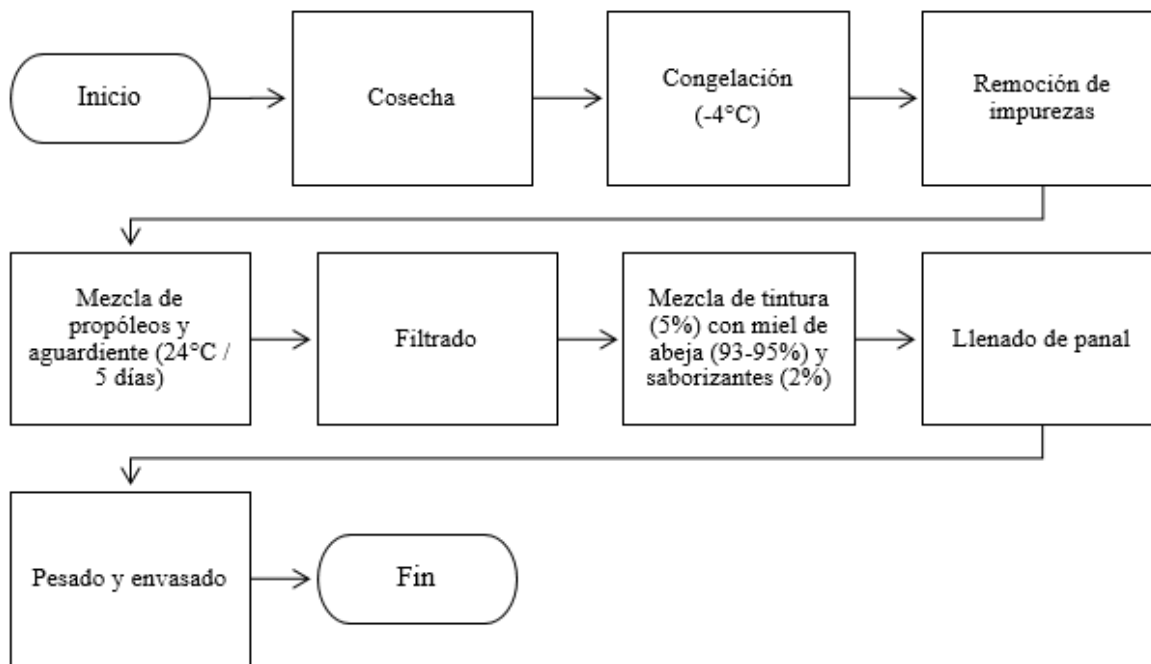 Inicio
Cosecha
Congelación
(-4°C)
Remoción de
impurezas
Mezcla de
propóleos y
aguardiente (24°C /
5 días)
Filtrado
Mezcla de tintura
(5%) con miel de
abeja (93-95%) y
saborizantes (2%)
Llenado de panal
Pesado y envasado
Fin